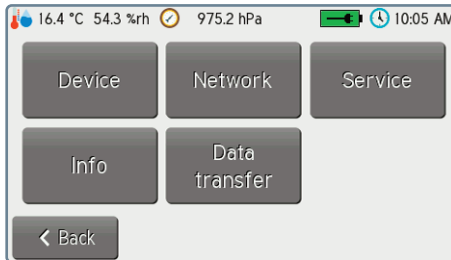 16.4 °C 54.3 %rh 975.2 hPa 10:05 AM
Device Network Service
Info Data transfer
Back